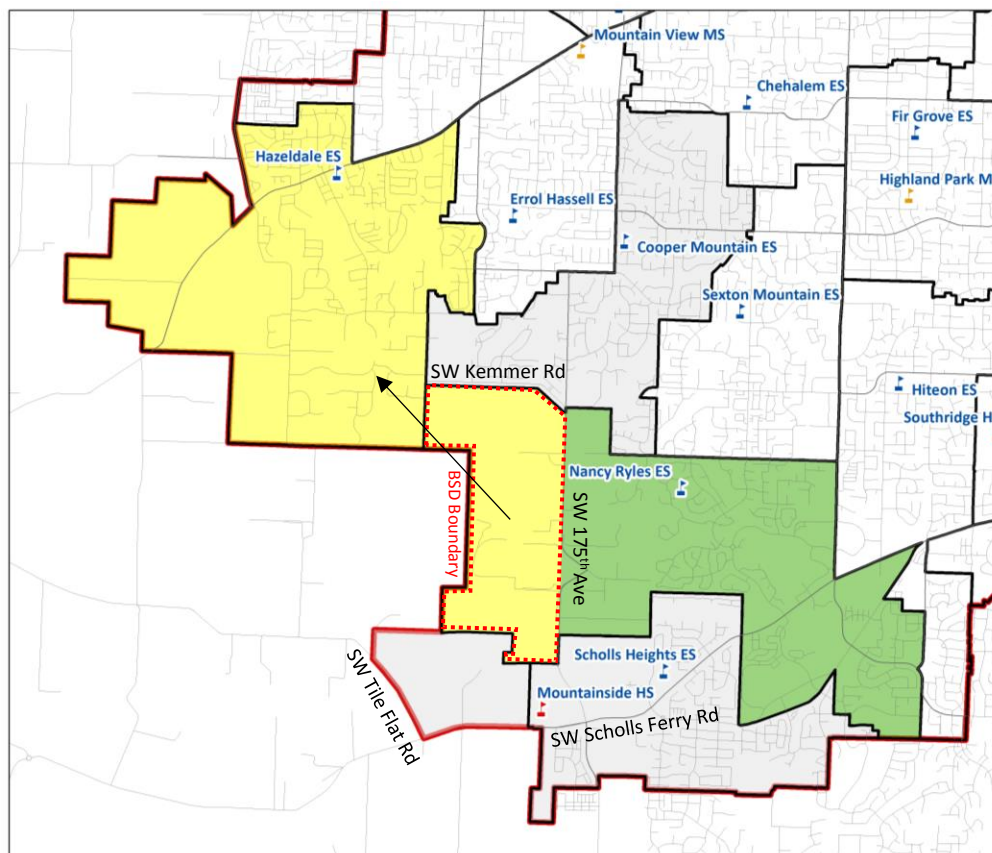 Mountain View MS
Chehalem ES
Fir Grove ES
Hazeldale ES
Highland Park M
Errol Hassell ES
Cooper Mountain ES
Sexton Mountain ES
SW Kemmer Rd
Hiteon ES
Southridge H
Nancy Ryles ES
BSD Boundary
SW 175th Ave
Scholls Heights ES
SW Tile Flat Rd
Mountainside HS
SW Scholls Ferry Rd